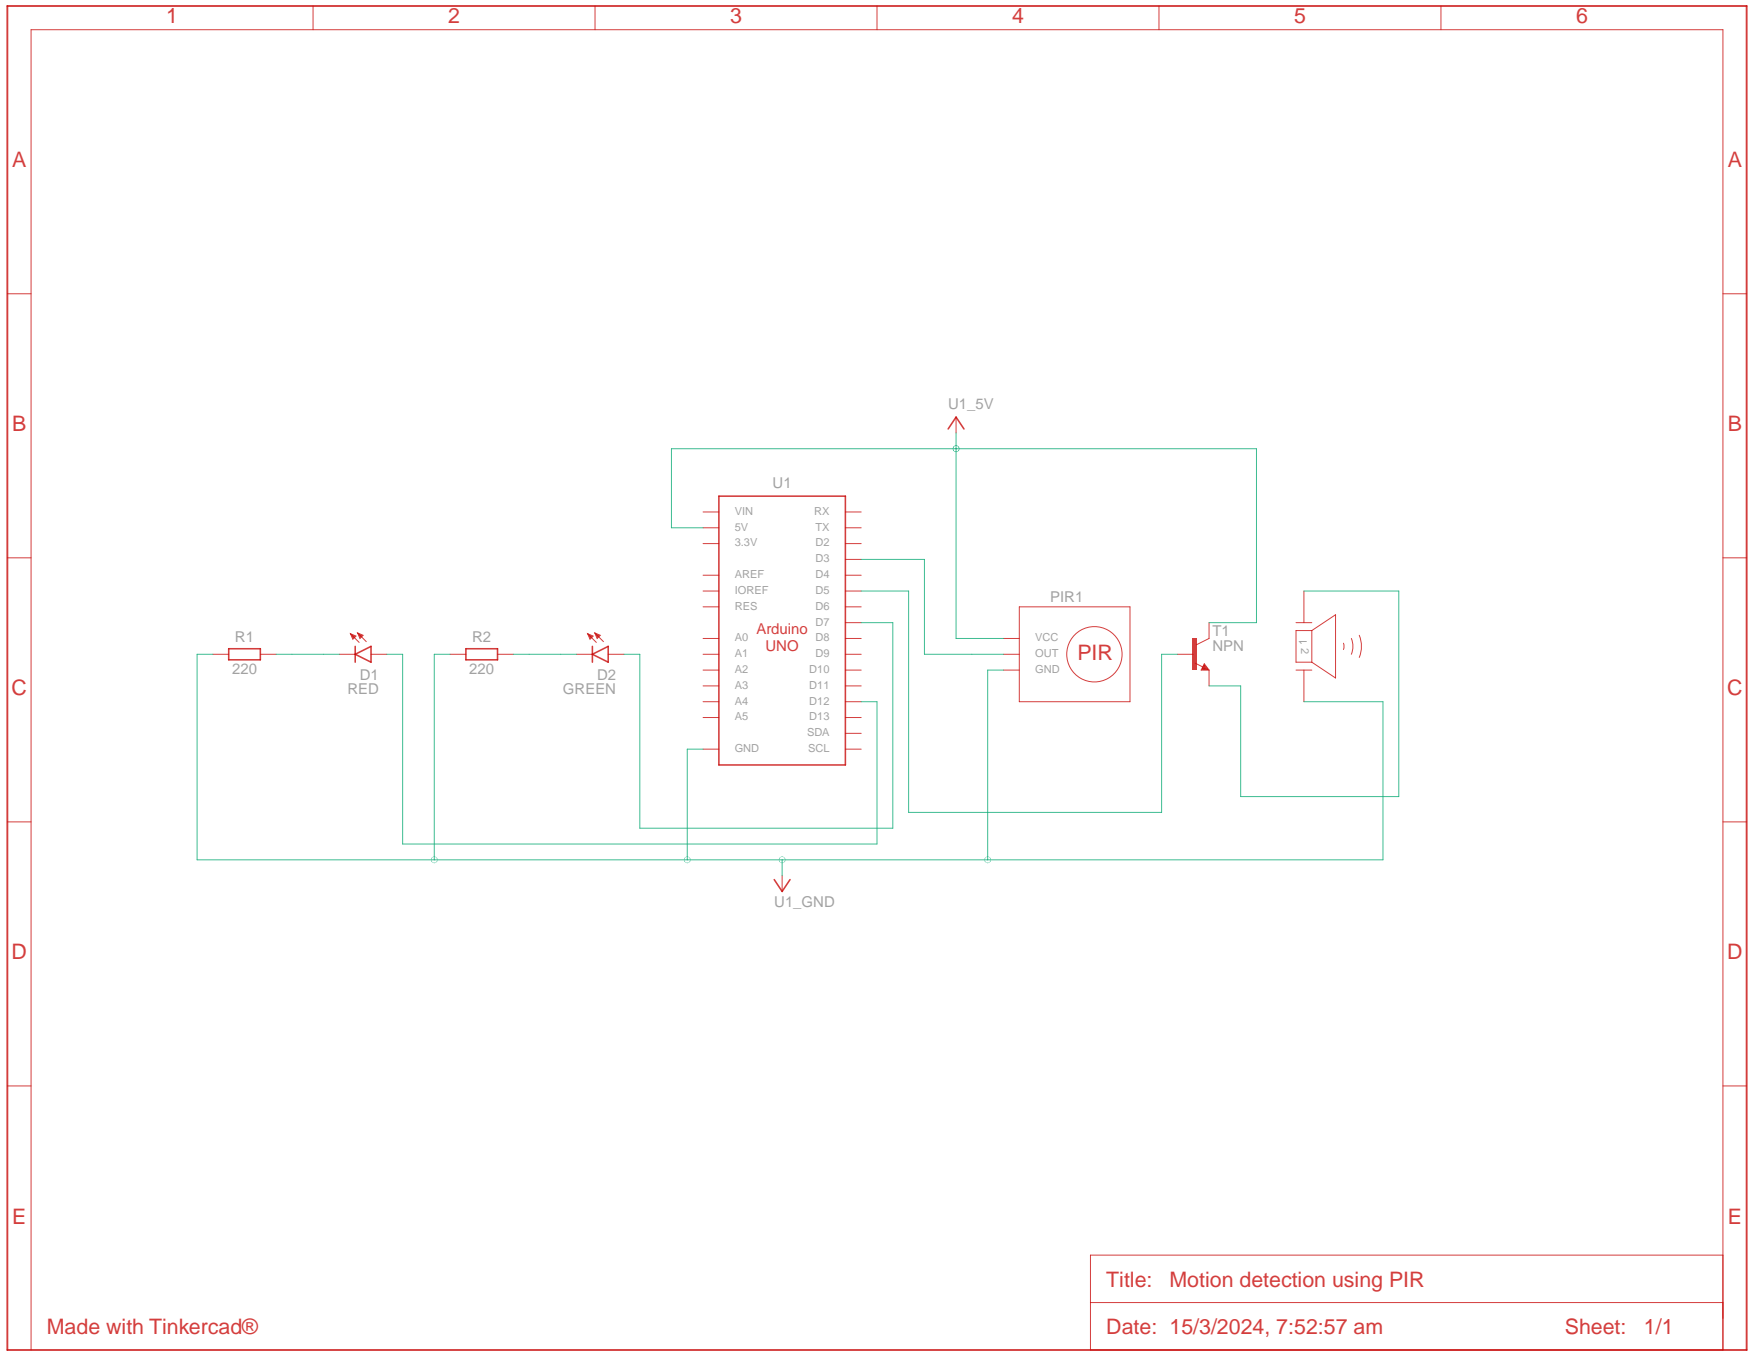 1 2 3 4 5 6
A A
B B
C C
D D
E E
U1_5V
U1
VIN RX
5V TX
3.3V D2
D3
AREF D4
IOREF D5
RES D6
D7
A0 D8
A1 D9
A2 D10
A3 D11
A4 D12
A5 D13
SDA
GND SCL
Arduino
UNO
R1
220
D1
RED
R2
220
D2
GREEN
PIR1
VCC
OUT
GND
PIR
T1
NPN
1 2
U1_GND
Title: Motion detection using PIR
Date: 15/3/2024, 7:52:57 am Sheet: 1/1
Made with Tinkercad®